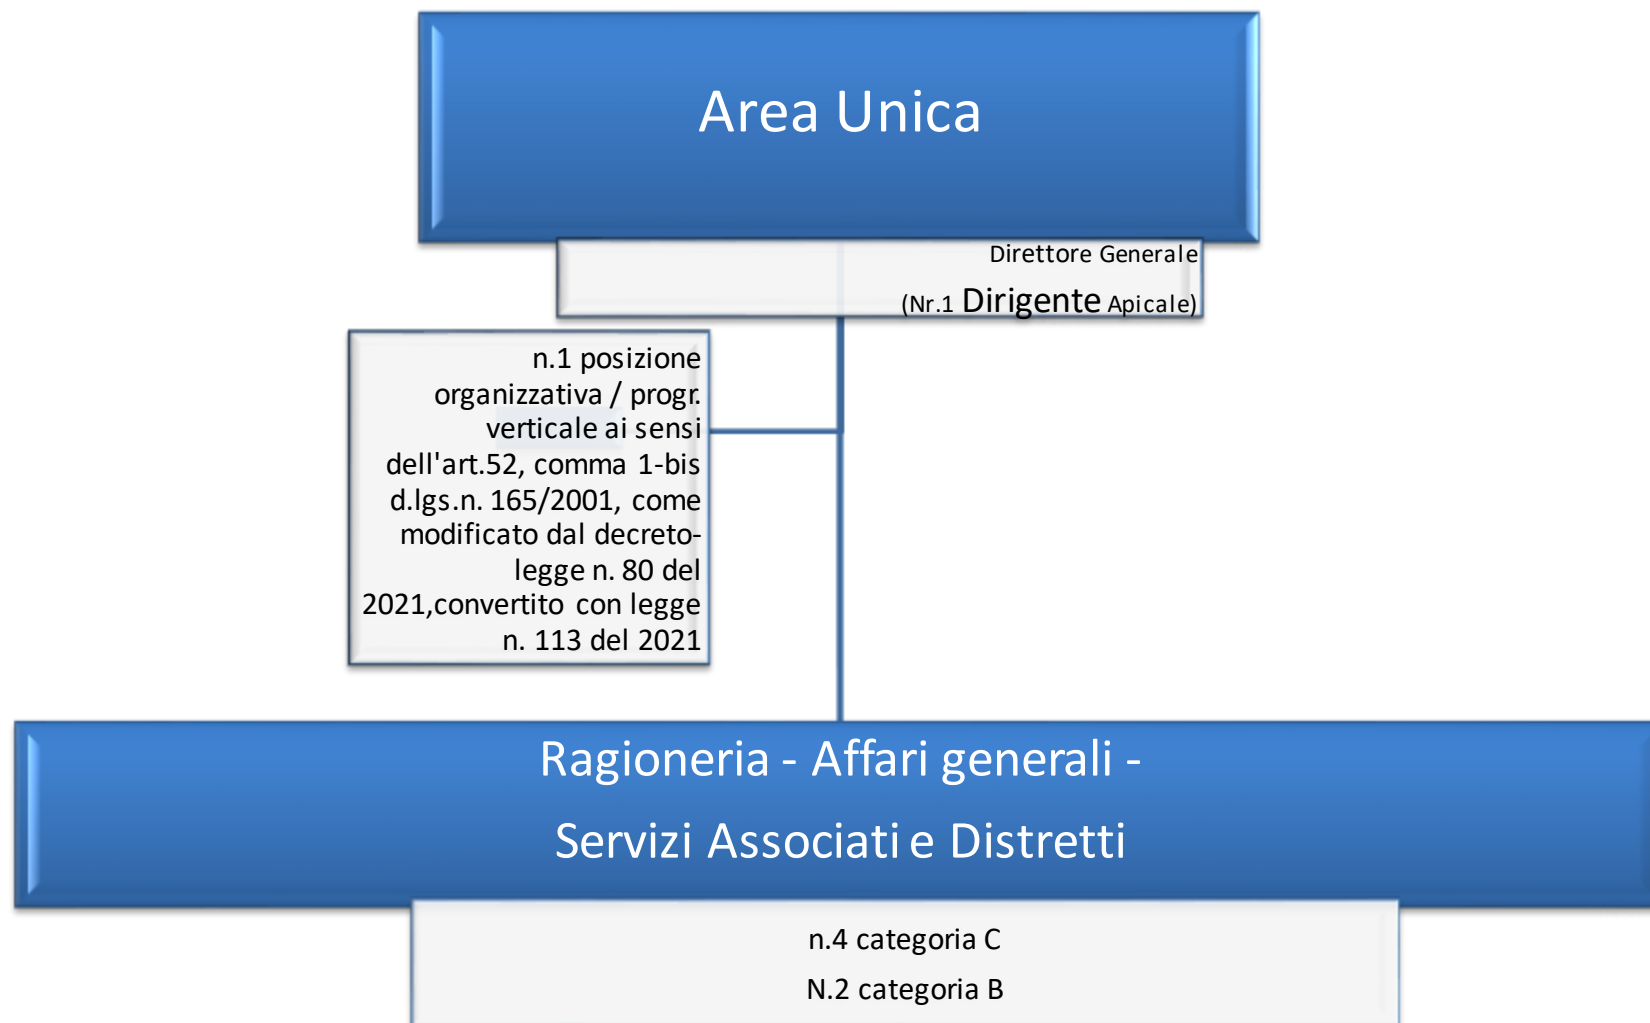 Area Unica
Direttore Generale
(Nr.1 Dirigente Apicale)
n.1 posizione
organizzativa / progr.
verticale ai sensi
dell'art.52, comma 1-bis
d.lgs.n. 165/2001, come
modificato dal decreto-
legge n. 80 del
2021,convertito con legge
n. 113 del 2021
Ragioneria - Affari generali -
Servizi Associati e Distretti
n.4 categoria C
N.2 categoria B